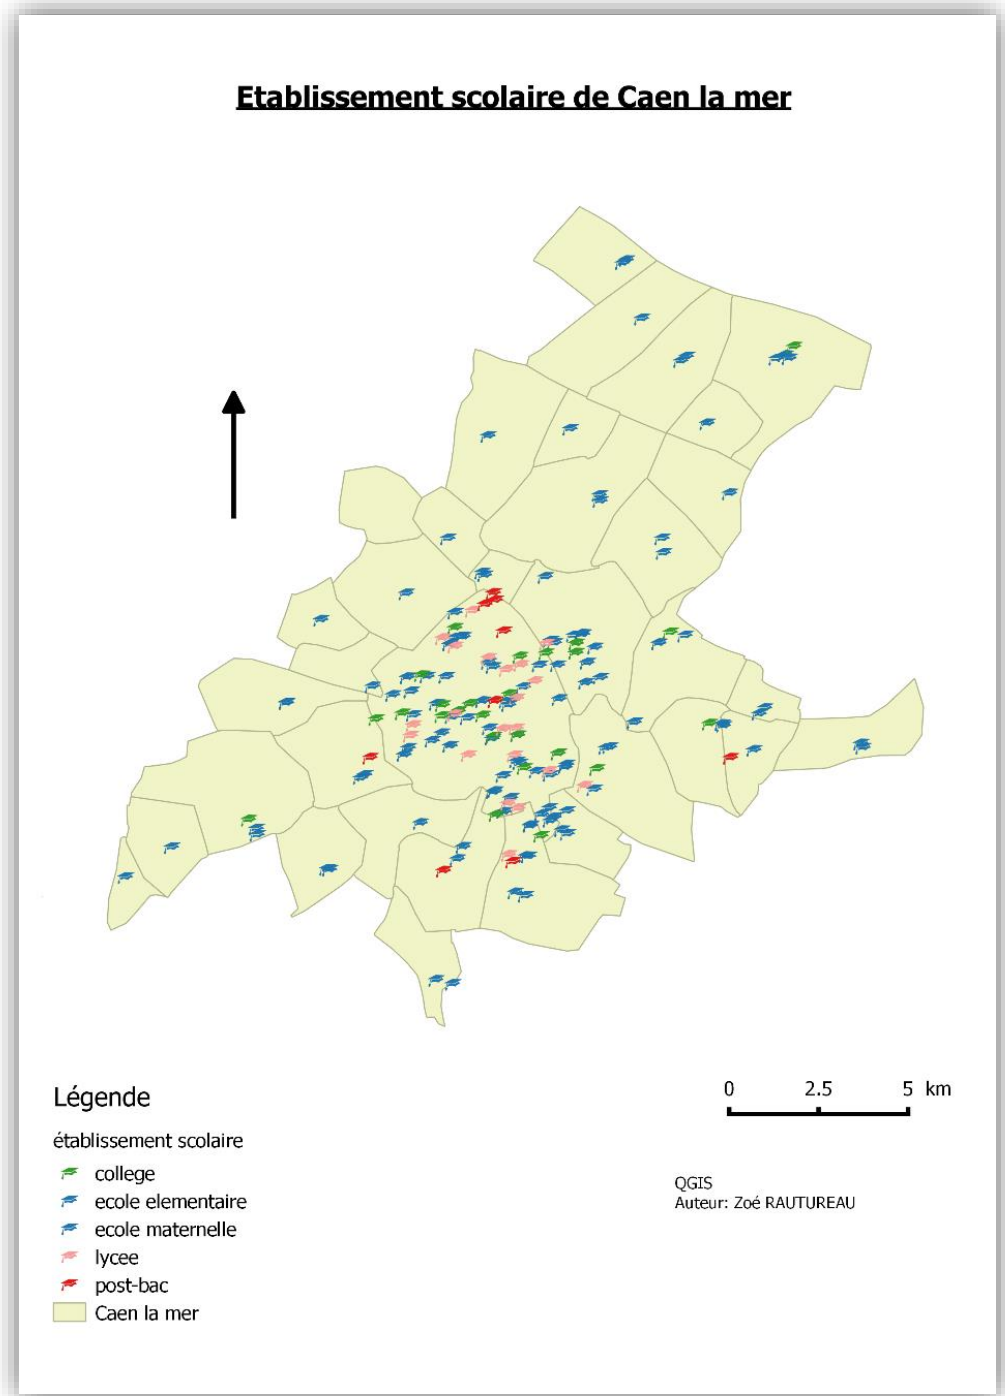 Etablissement scolaire de Caen la mer
Légende
établissement scolaire
college
ecole elementaire
ecole maternelle
lycee
post-bac
Caen la mer
0 2.5 5 km
QGIS
Auteur: Zoé RAUTUREAU